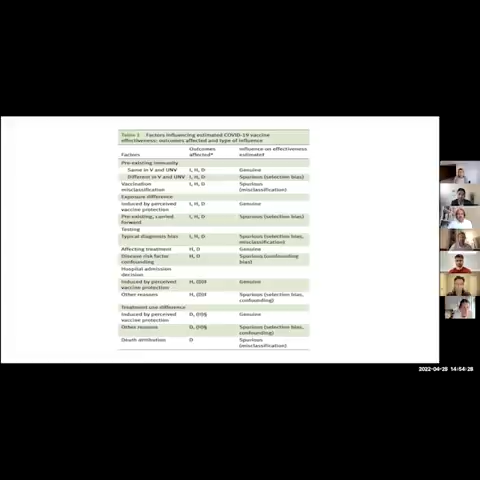 Table 1 Factors influencing estimated COVID-19 vaccine
effectiveness: outcomes affected and type of influence
Factors Outcomes affected* Influence on effectiveness estimate†
Pre-existing immunity
Same in V and UNV I, H, D Genuine
Different in V and UNV I, H, D Spurious (selection bias)
Vaccination misclassification I, H, D Spurious (misclassification)
Exposure difference
Induced by perceived vaccine protection I, H, D Genuine
Pre-existing, carried forward I, H, D Spurious (selection bias)
Testing
Typical diagnosis bias I, H, D Spurious (selection bias, misclassification)
Affecting treatment H, D Genuine
Disease risk factor confounding H, D Spurious (confounding bias)
Hospital admission decision
Induced by perceived vaccine protection H, Genuine
Other reasons H, Spurious (selection bias, confounding)
Treatment use difference
Induced by perceived vaccine protection D, Genuine
Other reasons D, Spurious (selection bias, confounding)
Death attribution D Spurious (misclassification)
2022-04-28 14:54:28